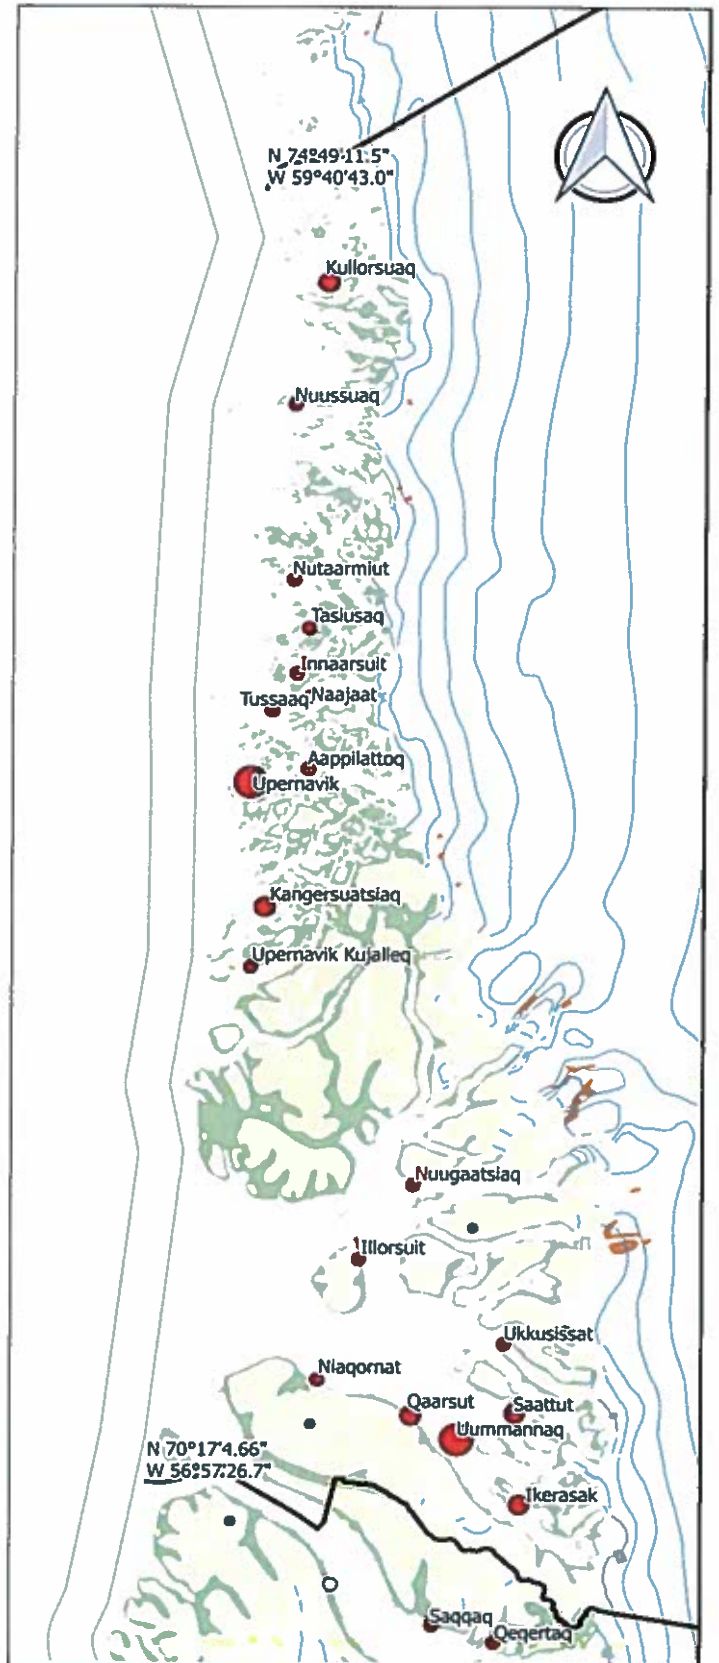 N 74°49'11.5"
W 59°40'43.0"
Kullorsuaq
Nuussuaq
Nutaarmiut
Tasiusaq
Innaarsuit
Naajaat
Tussaaq
Aappilattoq
Upernavik
Kangersuatsiaq
Upernavik Kujalleq
Nuugaatsiaq
Illorsuit
Ukkusissat
Niaqornat
Qaarsut
Saattut
Uummannaq
N 70°17'4.66"
W 56°57'26.7"
Ikerasak
Saqqaq
Qeqertaq